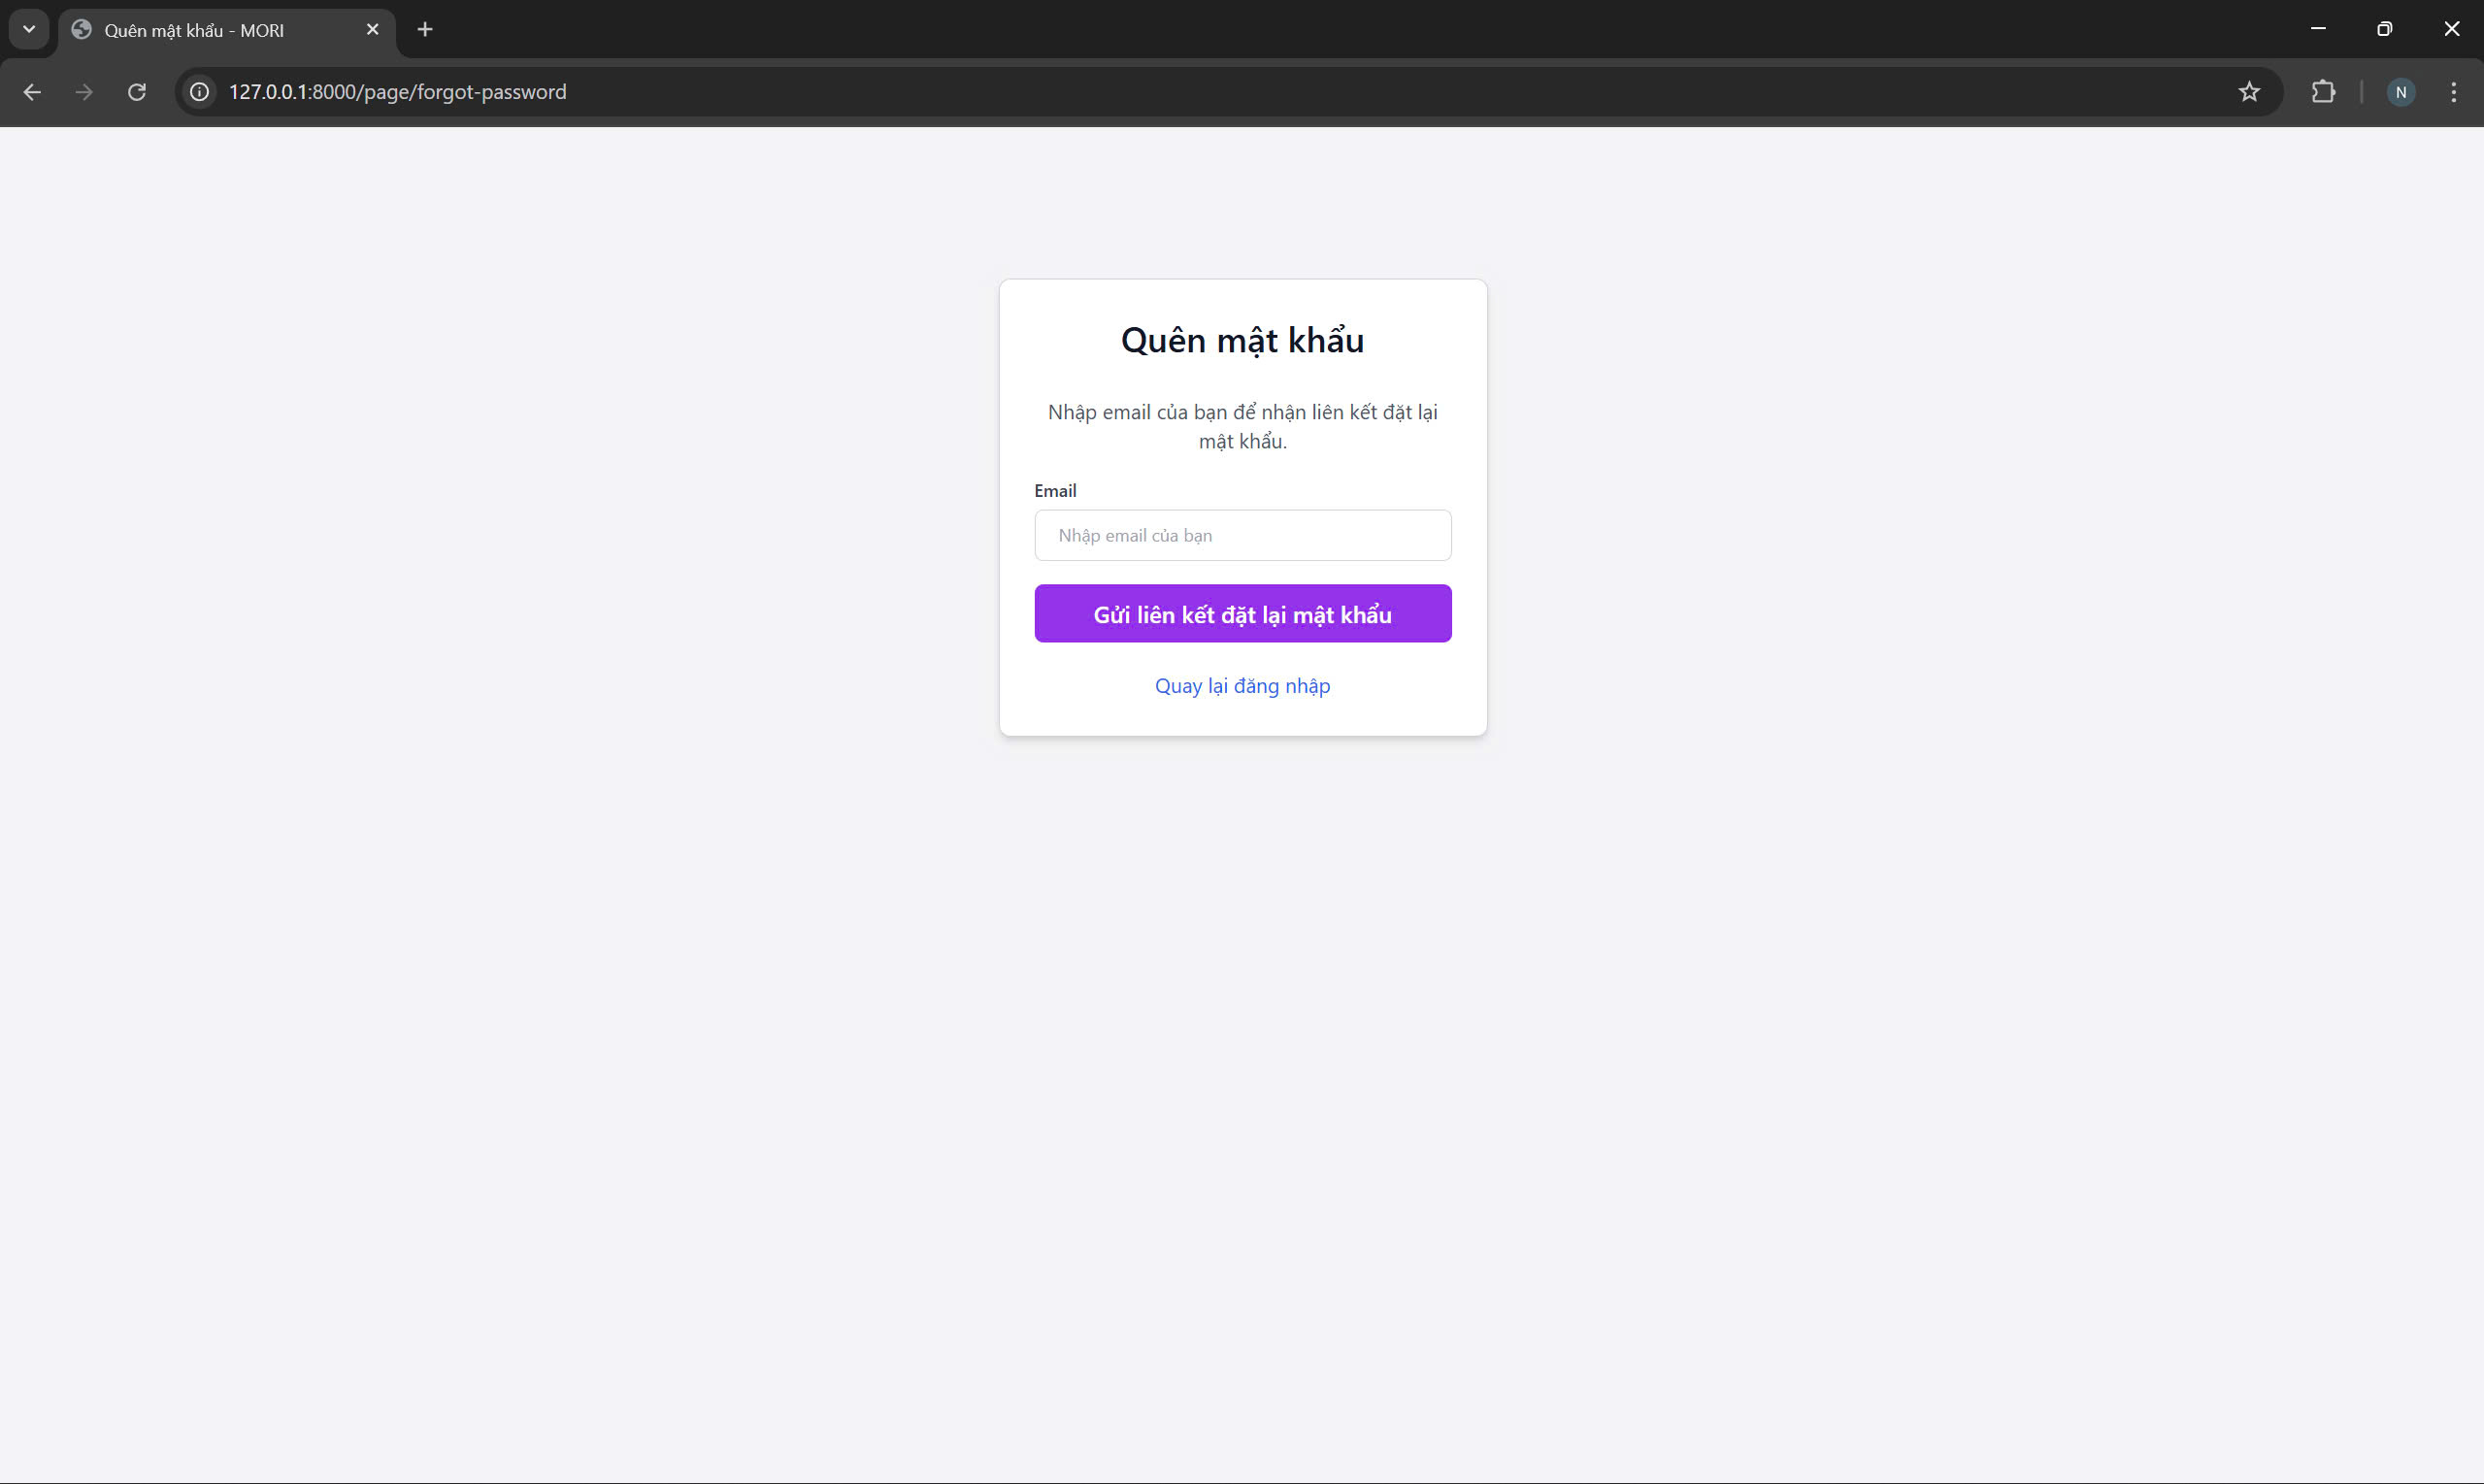 Quên mật khẩu - MORI
127.0.0.1:8000/page/forgot-password
N
Quên mật khẩu
Nhập email của bạn để nhận liên kết đặt lại
mật khẩu.
Email
Nhập email của bạn
Gửi liên kết đặt lại mật khẩu
Quay lại đăng nhập